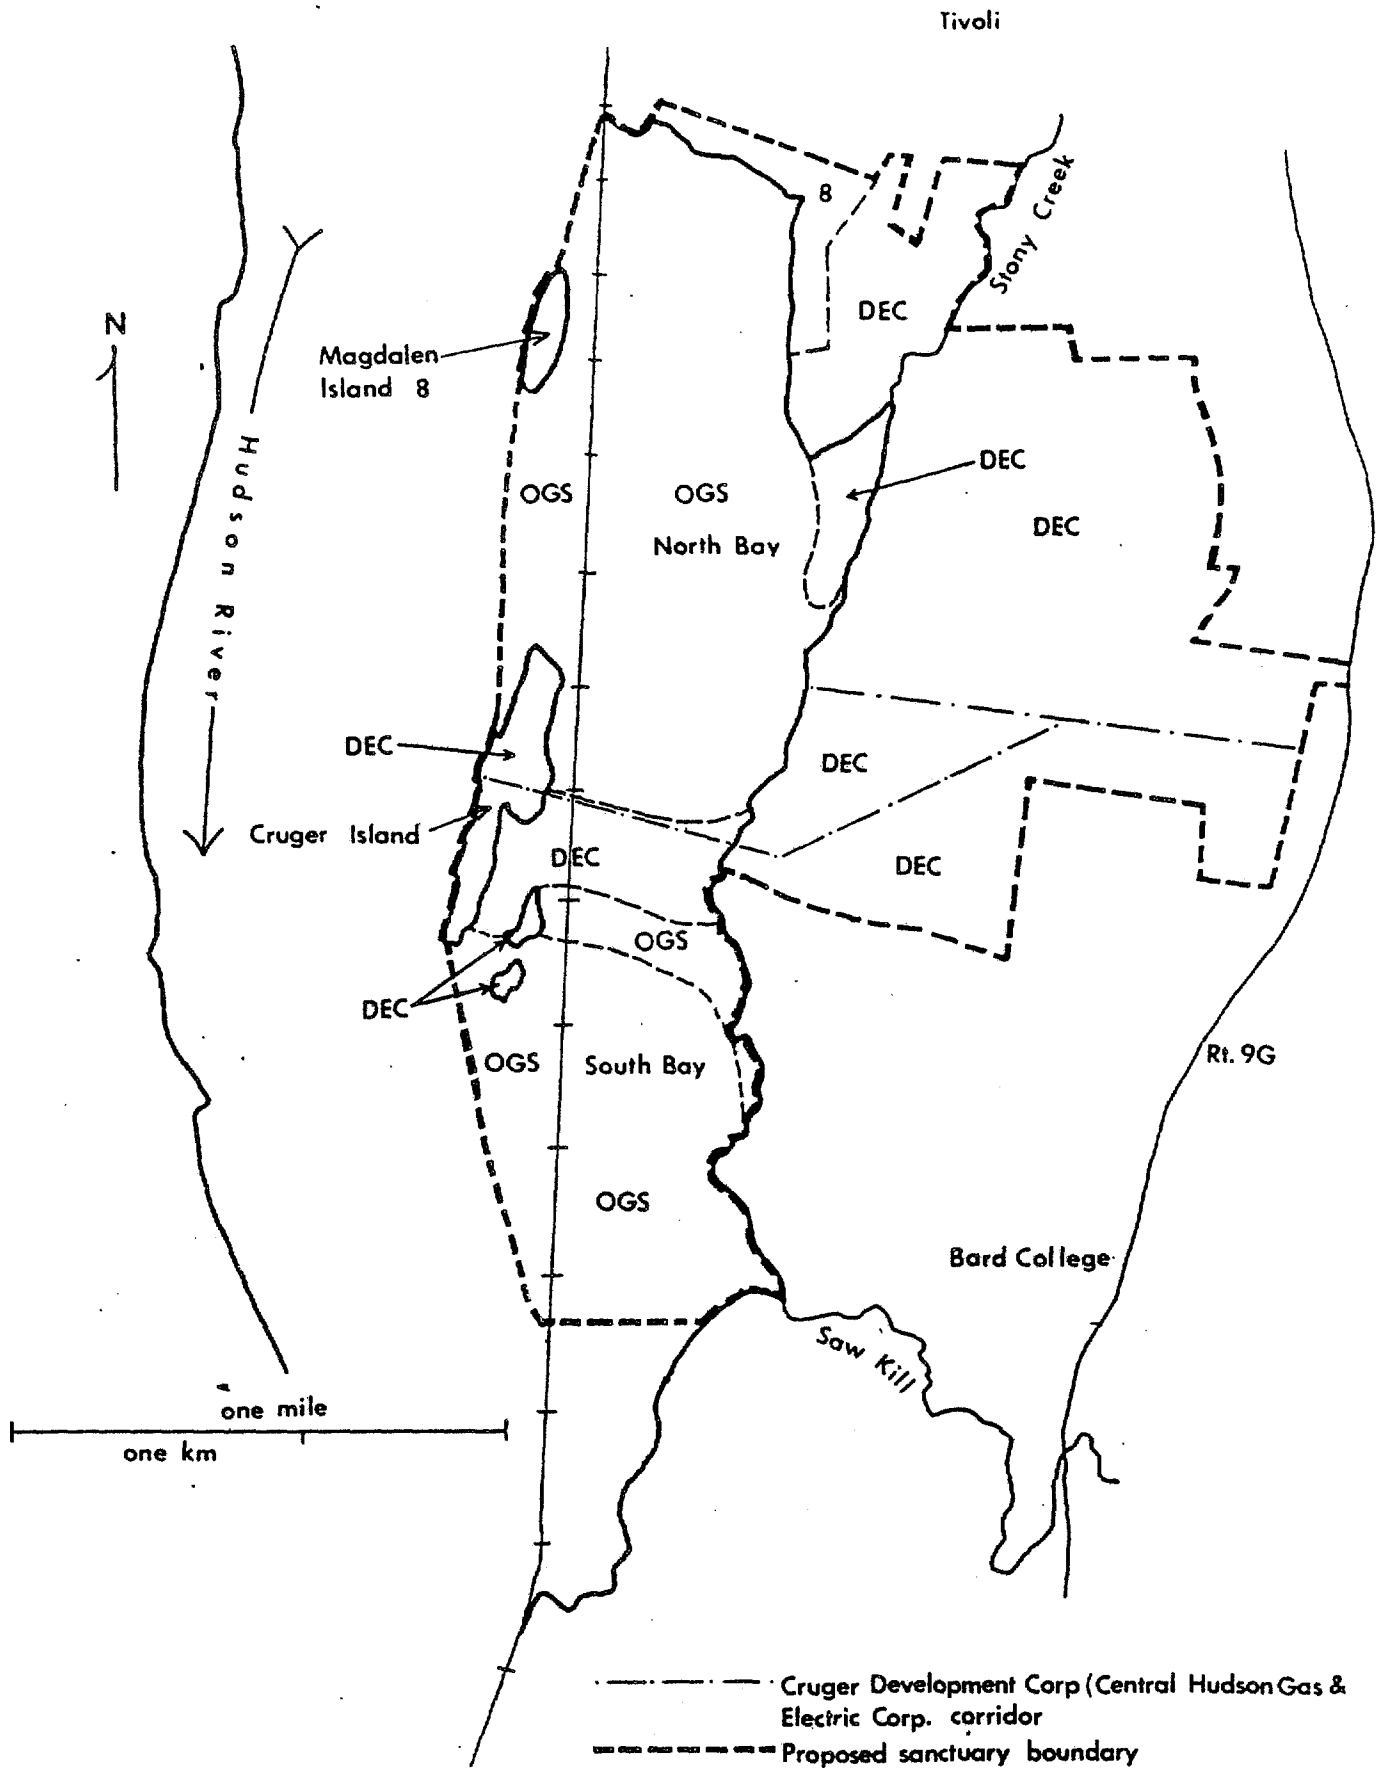 Tivoli
8
Stony Creek
DEC
N
Magdalen
Island 8
Hudson River
DEC
OGS
OGS
DEC
North Bay
DEC
DEC
Cruger Island
DEC
DEC
DEC
OGS
DEC
OGS
South Bay
Rt. 9G
OGS
Bard College
Saw Kill
one mile
one km
Cruger Development Corp (Central Hudson Gas &
Electric Corp. corridor
Proposed sanctuary boundary